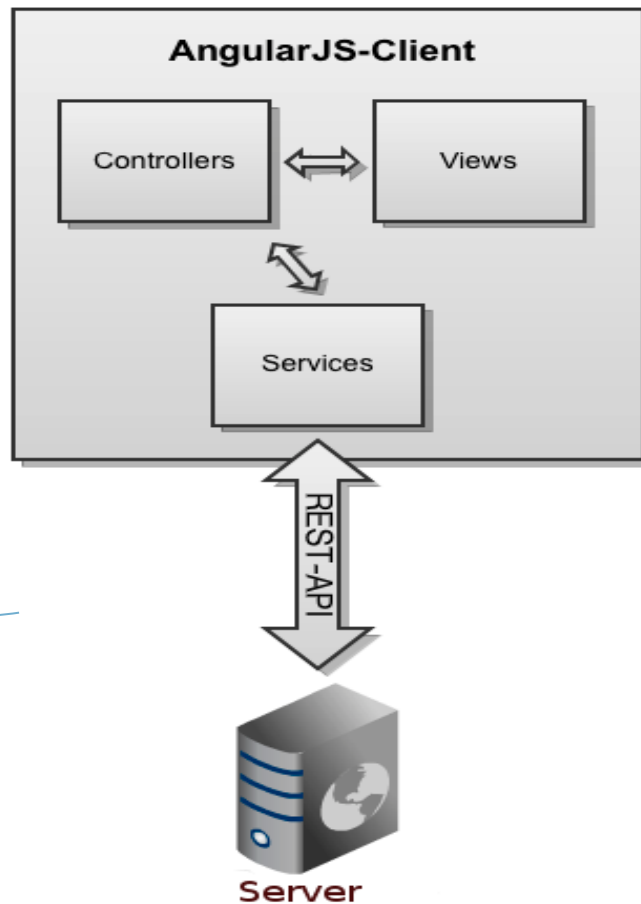 AngularJS-Client
Controllers
Views
Services
REST-API
Server